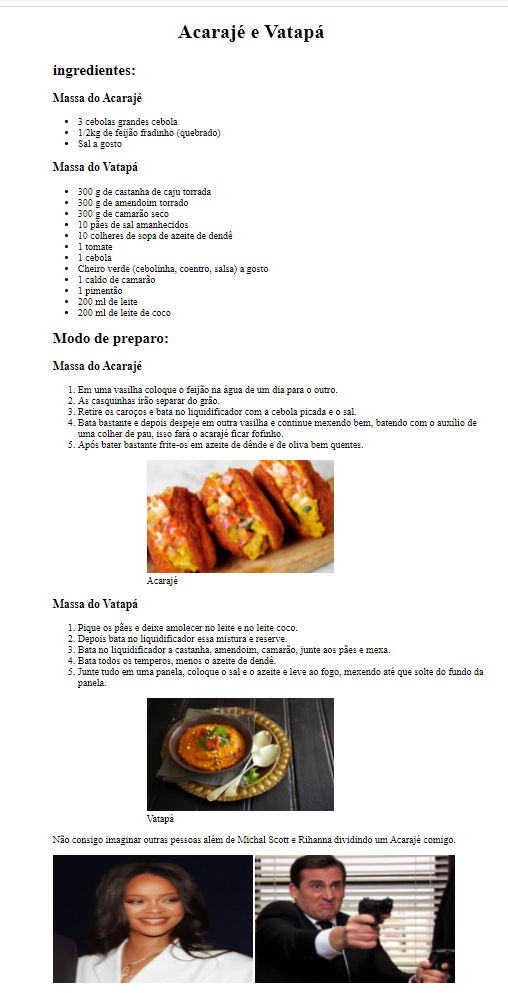 Acarajé e Vatapá
ingredientes:
Massa do Acarajé
3 cebolas grandes cebola
1/2kg de feijão fradinho (quebrado)
Sal a gosto
Massa do Vatapá
300 g de castanha de caju torrada
300 g de amendoim torrado
300 g de camarão seco
10 pães de sal amanhecidos
10 colheres de sopa de azeite de dendê
1 tomate
1 cebola
Cheiro verde (cebolinha, coentro, salsa) a gosto
1 caldo de camarão
1 pimentão
200 ml de leite
200 ml de leite de coco
Modo de preparo:
Massa do Acarajé
1. Em uma vasilha coloque o feijão na água de um dia para o outro.
2. As casquinhas irão separar do grão.
3. Retire os caroços e bata no liquidificador com a cebola picada e o sal.
4. Bata bastante e depois despeje em outra vasilha e continue mexendo bem, batendo com o auxílio de
uma colher de pau, isso fará o acarajé ficar fofinho.
5. Após bater bastante frite-os em azeite de dênde e de oliva bem quentes.
Acarajé
Massa do Vatapá
1. Pique os pães e deixe amolecer no leite e no leite coco.
2. Depois bata no liquidificador essa mistura e reserve.
3. Bata no liquidificador a castanha, amendoim, camarão, junte aos pães e mexa.
4. Bata todos os temperos, menos o azeite de dendê.
5. Junte tudo em uma panela, coloque o sal e o azeite e leve ao fogo, mexendo até que solte do fundo da
panela.
Vatapá
Não consigo imaginar outras pessoas além de Michal Scott e Rihanna dividindo um Acarajé comigo.